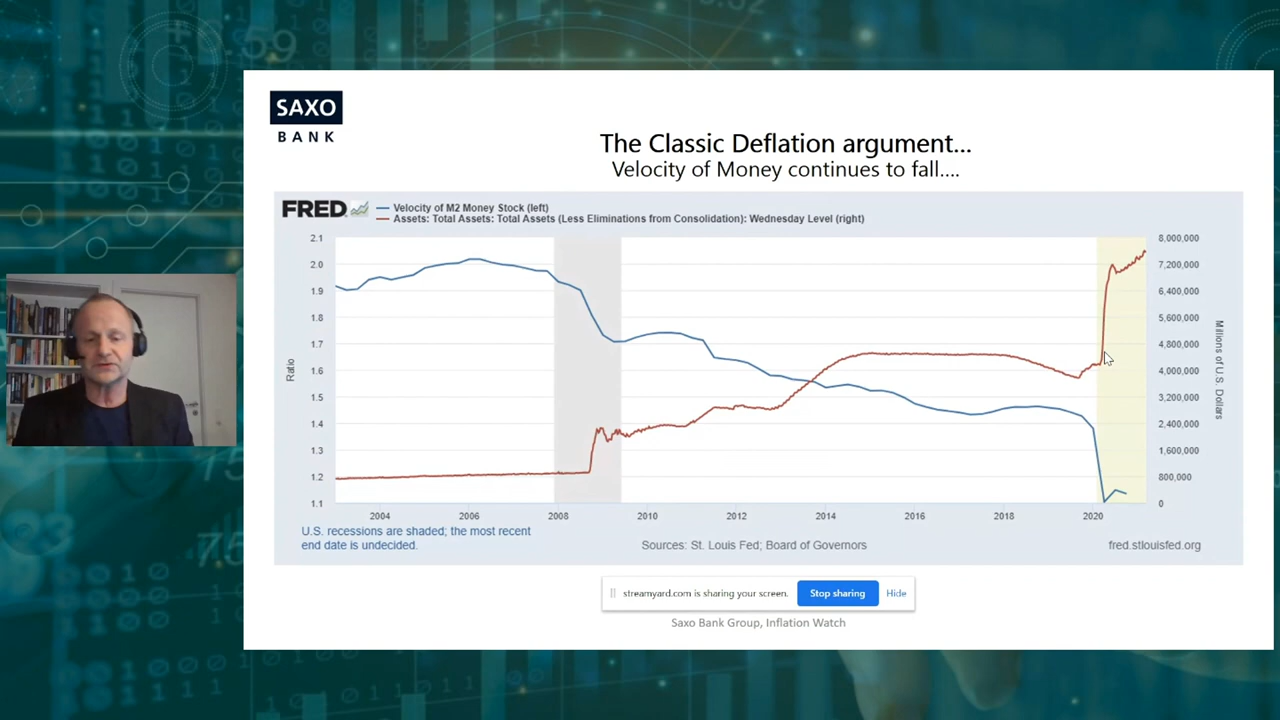 SAXO
BANK
The Classic Deflation argument...
Velocity of Money continues to fall....
FRED
Velocity of M2 Money Stock (left)
Assets: Total Assets: Total Assets (Less Eliminations from Consolidation): Wednesday Level (right)
2.1
2.0
1.9
1.8
1.7
1.6
1.5
1.4
1.3
1.2
1.1
Ratio
8,000,000
7,200,000
6,400,000
5,600,000
4,800,000
4,000,000
3,200,000
2,400,000
1,600,000
800,000
0
Millions of U.S. Dollars
2004 2006 2008 2010 2012 2014 2016 2018 2020
U.S. recessions are shaded; the most recent
end date is undecided.
Sources: St. Louis Fed; Board of Governors
fred.stlouisfed.org
streamyard.com is sharing your screen.
Stop sharing
Hide
Saxo Bank Group, Inflation Watch